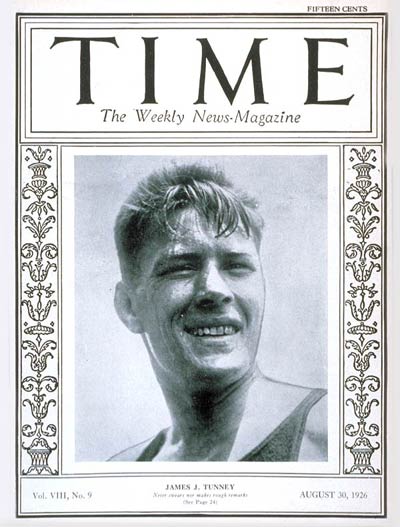 FIFTEEN CENTS
TIME
The Weekly News-Magazine
JAMES J. TUNNEY
Never swears nor makes rough remarks
(See Page 24)
Vol. VIII, No. 9
AUGUST 30, 1926